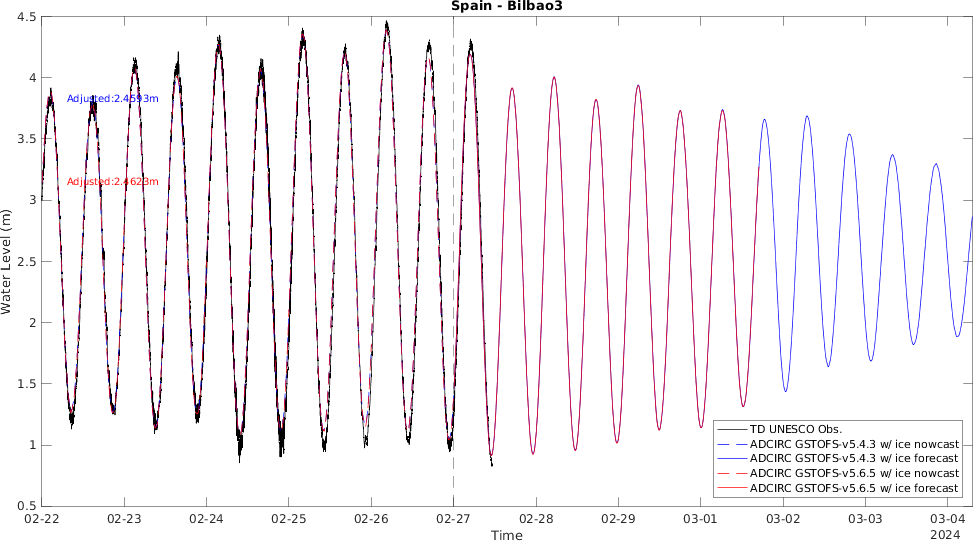 Spain - Bilbao3
4.5
4
3.5
3
2.5
2
1.5
1
0.5
Water Level (m)
Adjusted:2.4593m
Adjusted:2.4623m
TD UNESCO Obs.
ADCIRC GSTOFS-v5.4.3 w/ ice nowcast
ADCIRC GSTOFS-v5.4.3 w/ ice forecast
ADCIRC GSTOFS-v5.6.5 w/ ice nowcast
ADCIRC GSTOFS-v5.6.5 w/ ice forecast
02-22 02-23 02-24 02-25 02-26 02-27 02-28 02-29 03-01 03-02 03-03 03-04
Time
2024